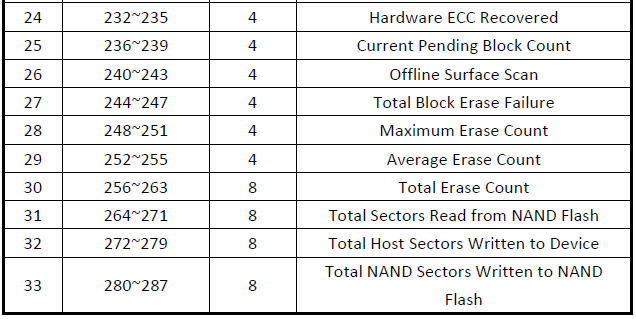 24 232~235 4 Hardware ECC Recovered
25 236~239 4 Current Pending Block Count
26 240~243 4 Offline Surface Scan
27 244~247 4 Total Block Erase Failure
28 248~251 4 Maximum Erase Count
29 252~255 4 Average Erase Count
30 256~263 8 Total Erase Count
31 264~271 8 Total Sectors Read from NAND Flash
32 272~279 8 Total Host Sectors Written to Device
33 280~287 8 Total NAND Sectors Written to NAND
Flash